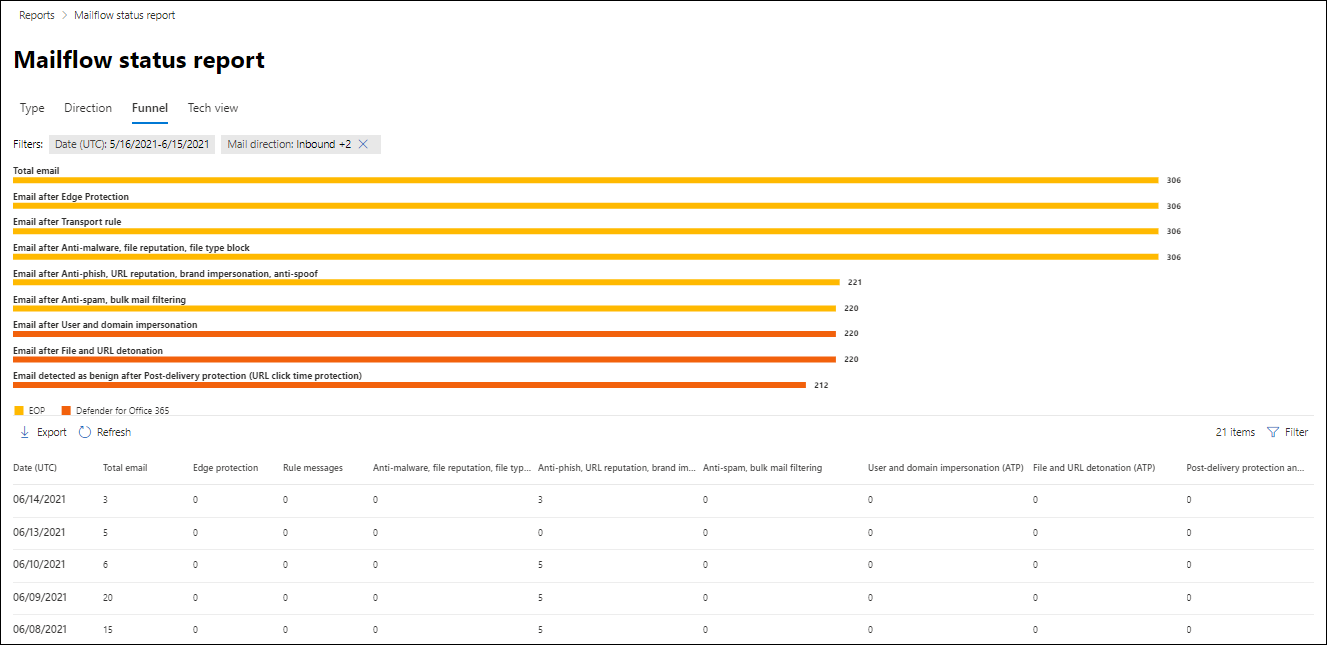 Reports > Mailflow status report
Mailflow status report
Type Direction Funnel Tech view
Filters: Date (UTC): 5/16/2021-6/15/2021 Mail direction: Inbound +2
Total email
306
Email after Edge Protection
306
Email after Transport rule
306
Email after Anti-malware, file reputation, file type block
306
Email after Anti-phish, URL reputation, brand impersonation, anti-spoof
221
Email after Anti-spam, bulk mail filtering
220
Email after User and domain impersonation
220
Email after File and URL detonation
220
Email detected as benign after Post-delivery protection (URL click time protection)
212
EOP Defender for Office 365
Export Refresh 21 items Filter
Date (UTC) Total email Edge protection Rule messages Anti-malware, file reputation, file typ... Anti-phish, URL reputation, brand im... Anti-spam, bulk mail filtering User and domain impersonation (ATP) File and URL detonation (ATP) Post-delivery protection an...
06/14/2021 3 0 0 0 3 0 0 0 0
06/13/2021 5 0 0 0 0 0 0 0 0
06/10/2021 6 0 0 0 5 0 0 0 0
06/09/2021 20 0 0 0 5 0 0 0 0
06/08/2021 15 0 0 0 5 0 0 0 0